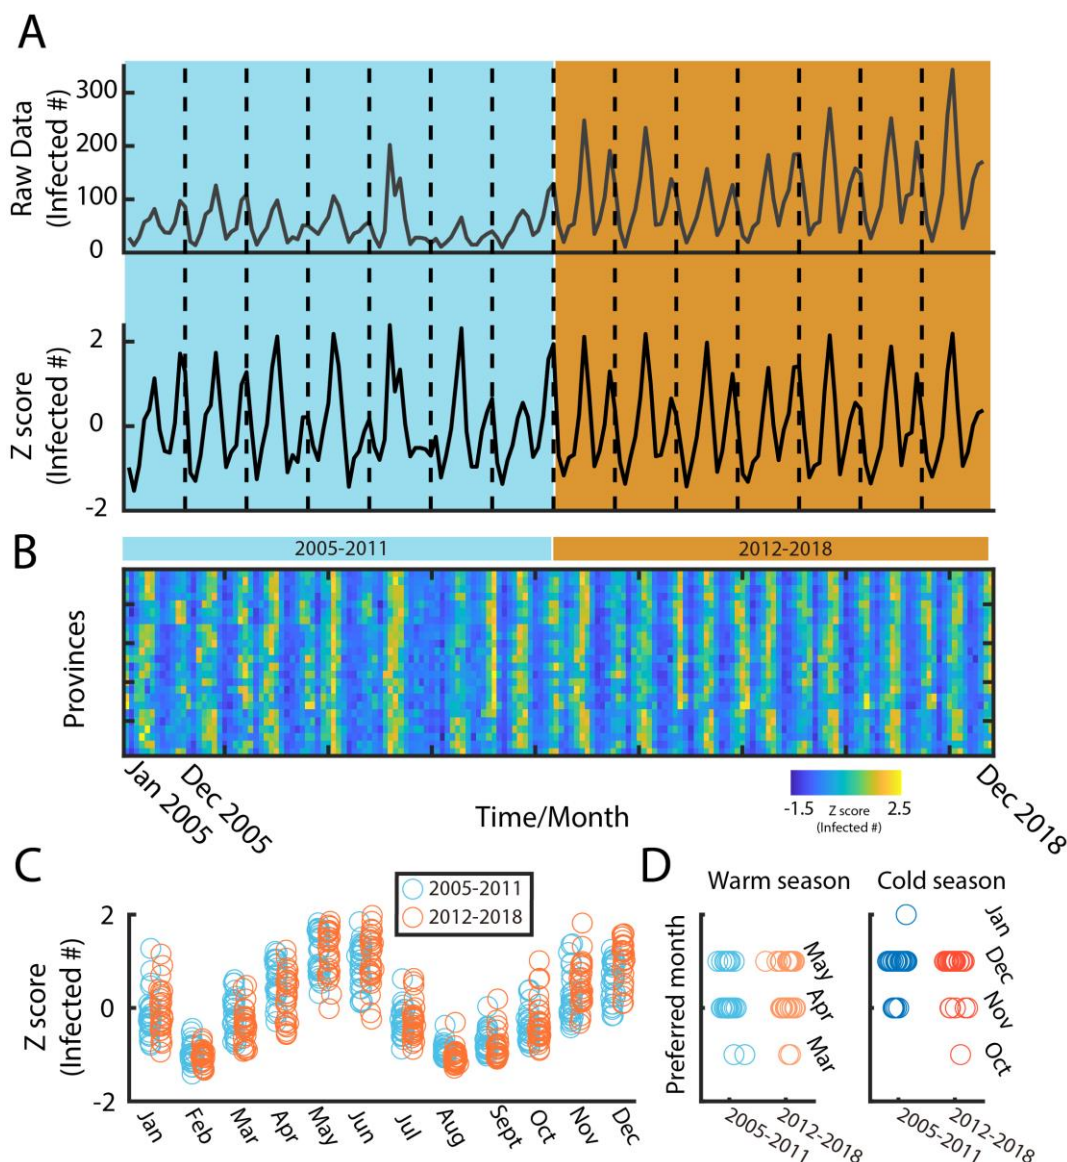 A
Raw Data
(Infected #)
300
200
100
0
Z score
(Infected #)
2
0
-2
B
2005-2011
2012-2018
Provinces
Jan 2005
Dec 2005
Time/Month
-1.5
Z score
(Infected #)
2.5
Dec 2018
C
2005-2011
2012-2018
Z score
(Infected #)
2
0
-2
Jan
Feb
Mar
Apr
May
Jun
Jul
Aug
Sept
Oct
Nov
Dec
D
Warm season
Cold season
Preferred month
May
Apr
Mar
Jan
Dec
Nov
Oct
2005-2011
2012-2018
2005-2011
2012-2018